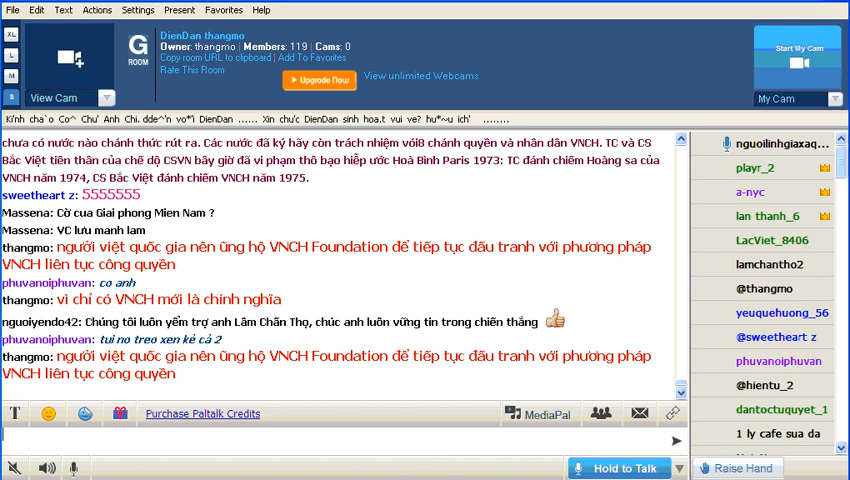 File Edit Text Actions Settings Present Favorites Help
XL
L
M
S
View Cam
G
ROOM
DienDan thangmo
Owner: thangmo | Members: 119 | Cams: 0
Copy room URL to clipboard | Add To Favorites
Rate This Room
Upgrade Now
View unlimited Webcams
Start My Cam
My Cam
Ki'nh cha`o Co^ Chu' Anh Chi. dde^'n vo*'i DienDan ...... Xin chu'c DienDan sinh hoa.t vui ve? hu*~u ich' ........
chưa có nước nào chánh thức rút ra. Các nước đã ký hãy còn trách nhiệm với8 chánh quyền và nhân dân VNCH. TC và CS
Bắc Việt tiền thân của chế độ CSVN bây giờ đã vi phạm thô bạo hiệp ước Hoà Bình Paris 1973: TC đánh chiếm Hoàng sa của
VNCH năm 1974, CS Bắc Việt đánh chiếm VNCH năm 1975.
sweetheart z: 5555555
Massena: Cờ cua Giai phong Mien Nam ?
Massena: VC lưu manh lam
thangmo: người việt quốc gia nên ủng hộ VNCH Foundation để tiếp tục đấu tranh với phương pháp
VNCH liên tục công quyền
phuvanoiphuvan: co anh
thangmo: vì chỉ có VNCH mới là chính nghĩa
nguoiyendo42: Chúng tôi luôn yểm trợ anh Lâm Chấn Thọ, chúc anh luôn vững tin trong chiến thắng
phuvanoiphuvan: tui no treo xen kẻ cả 2
thangmo: người việt quốc gia nên ủng hộ VNCH Foundation để tiếp tục đấu tranh với phương pháp
VNCH liên tục công quyền
T
Purchase Paltalk Credits
MediaPal
Hold to Talk
nguoilinhgiaxaq...
playr_2
a-nyc
lan thanh_6
LacViet_8406
lamchantho2
@thangmo
yeuquehuong_56
@sweetheart z
phuvanoiphuvan
@hientu_2
dantoctuquyet_1
1 ly cafe sua da
Raise Hand